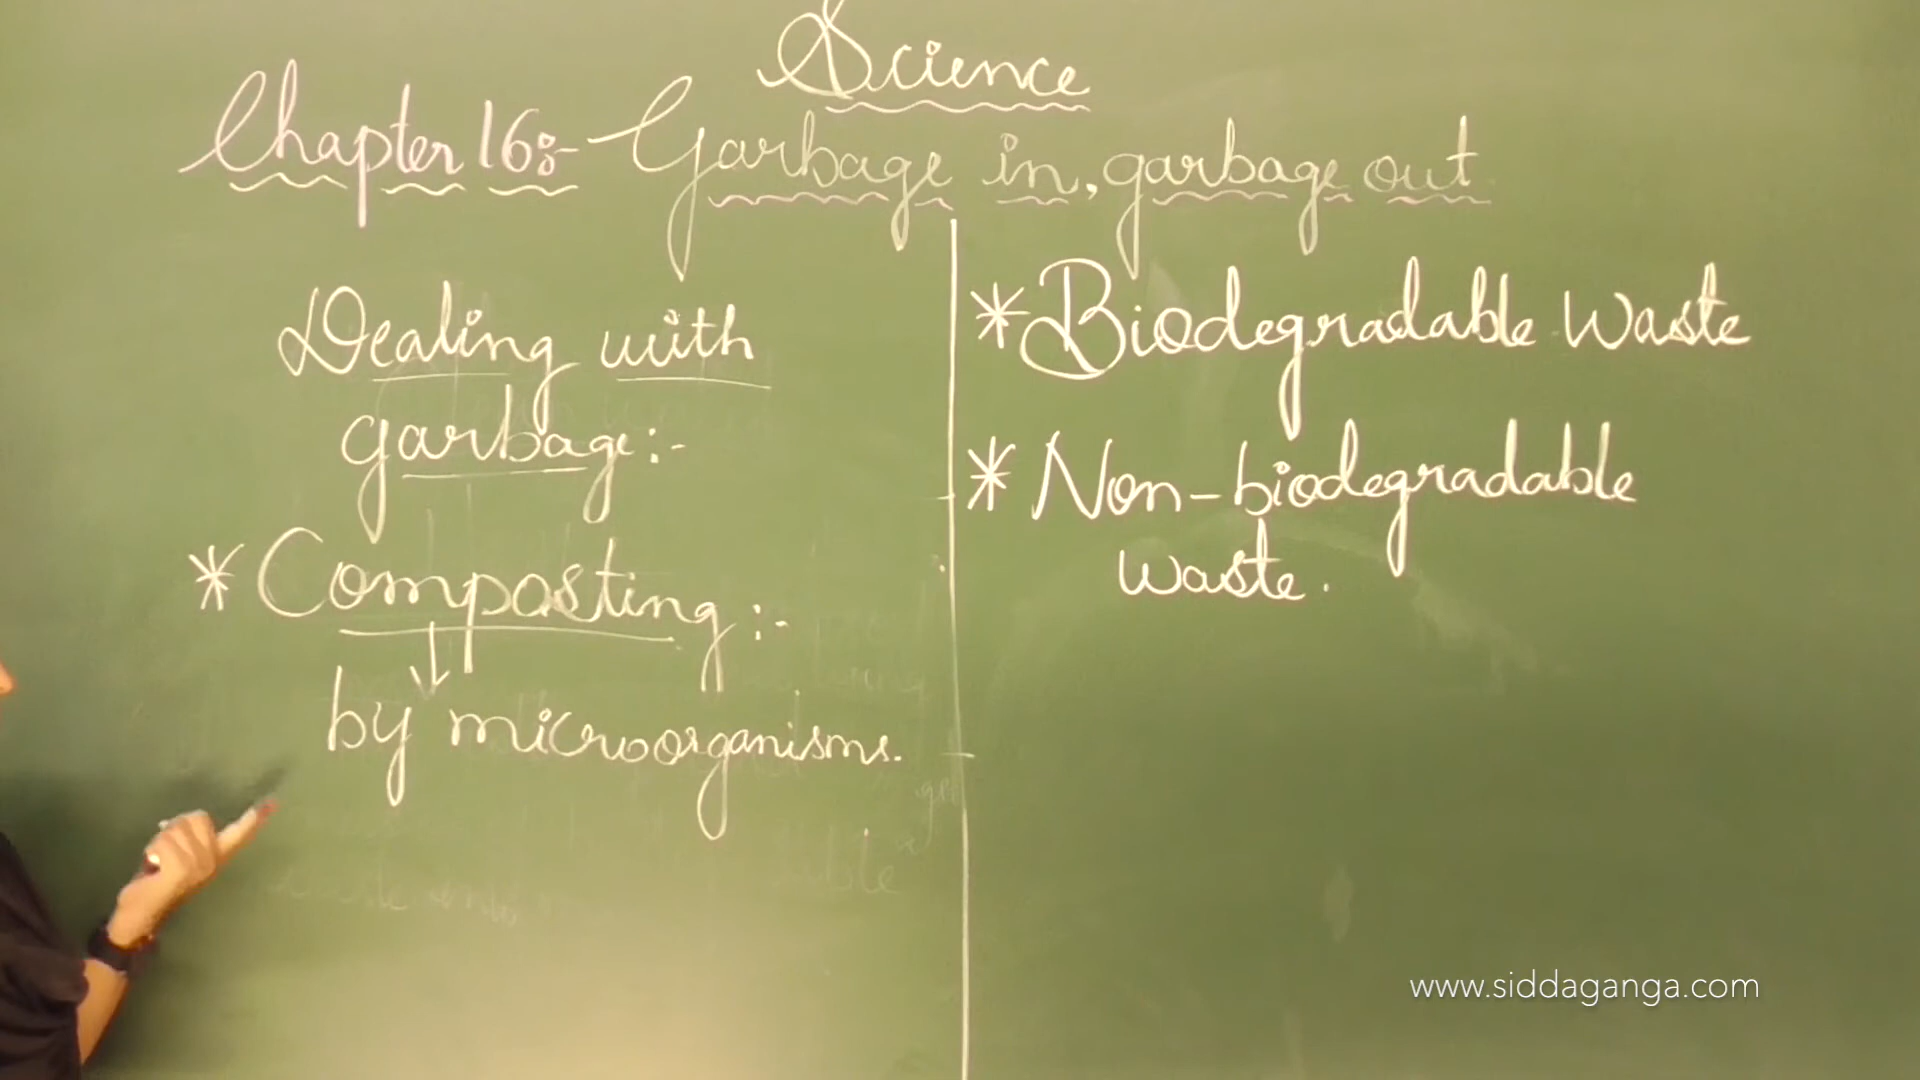 Science
Chapter 16:- Garbage in, garbage out
Dealing with
garbage:-
* Composting:-
↓
by microorganisms.
* Biodegradable Waste
* Non-biodegradable
waste.
www.siddaganga.com